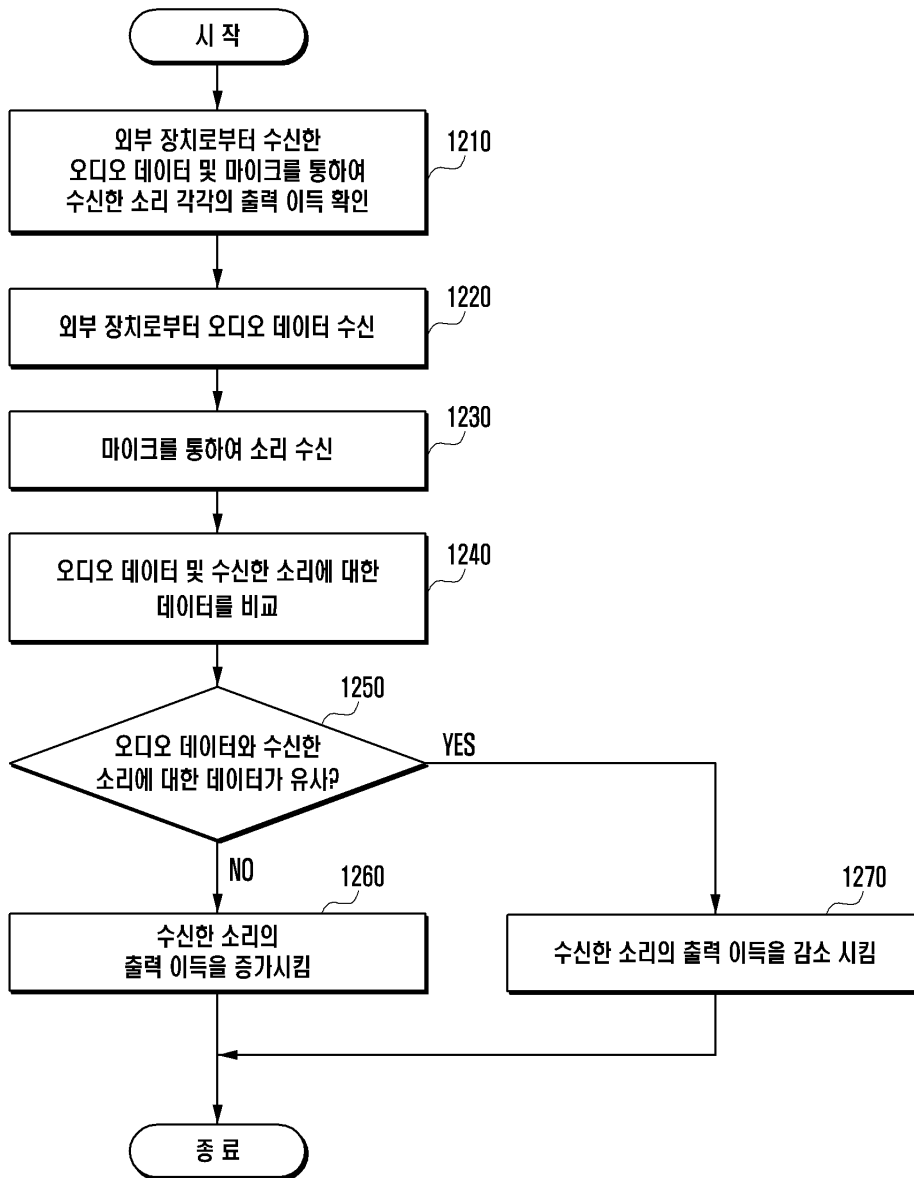 시 작
외부 장치로부터 수신한
오디오 데이터 및 마이크를 통하여
수신한 소리 각각의 출력 이득 확인
1210
외부 장치로부터 오디오 데이터 수신
1220
마이크를 통하여 소리 수신
1230
오디오 데이터 및 수신한 소리에 대한
데이터를 비교
1240
1250
오디오 데이터와 수신한
소리에 대한 데이터가 유사?
YES
NO
1260
수신한 소리의
출력 이득을 증가시킴
1270
수신한 소리의 출력 이득을 감소 시킴
종 료